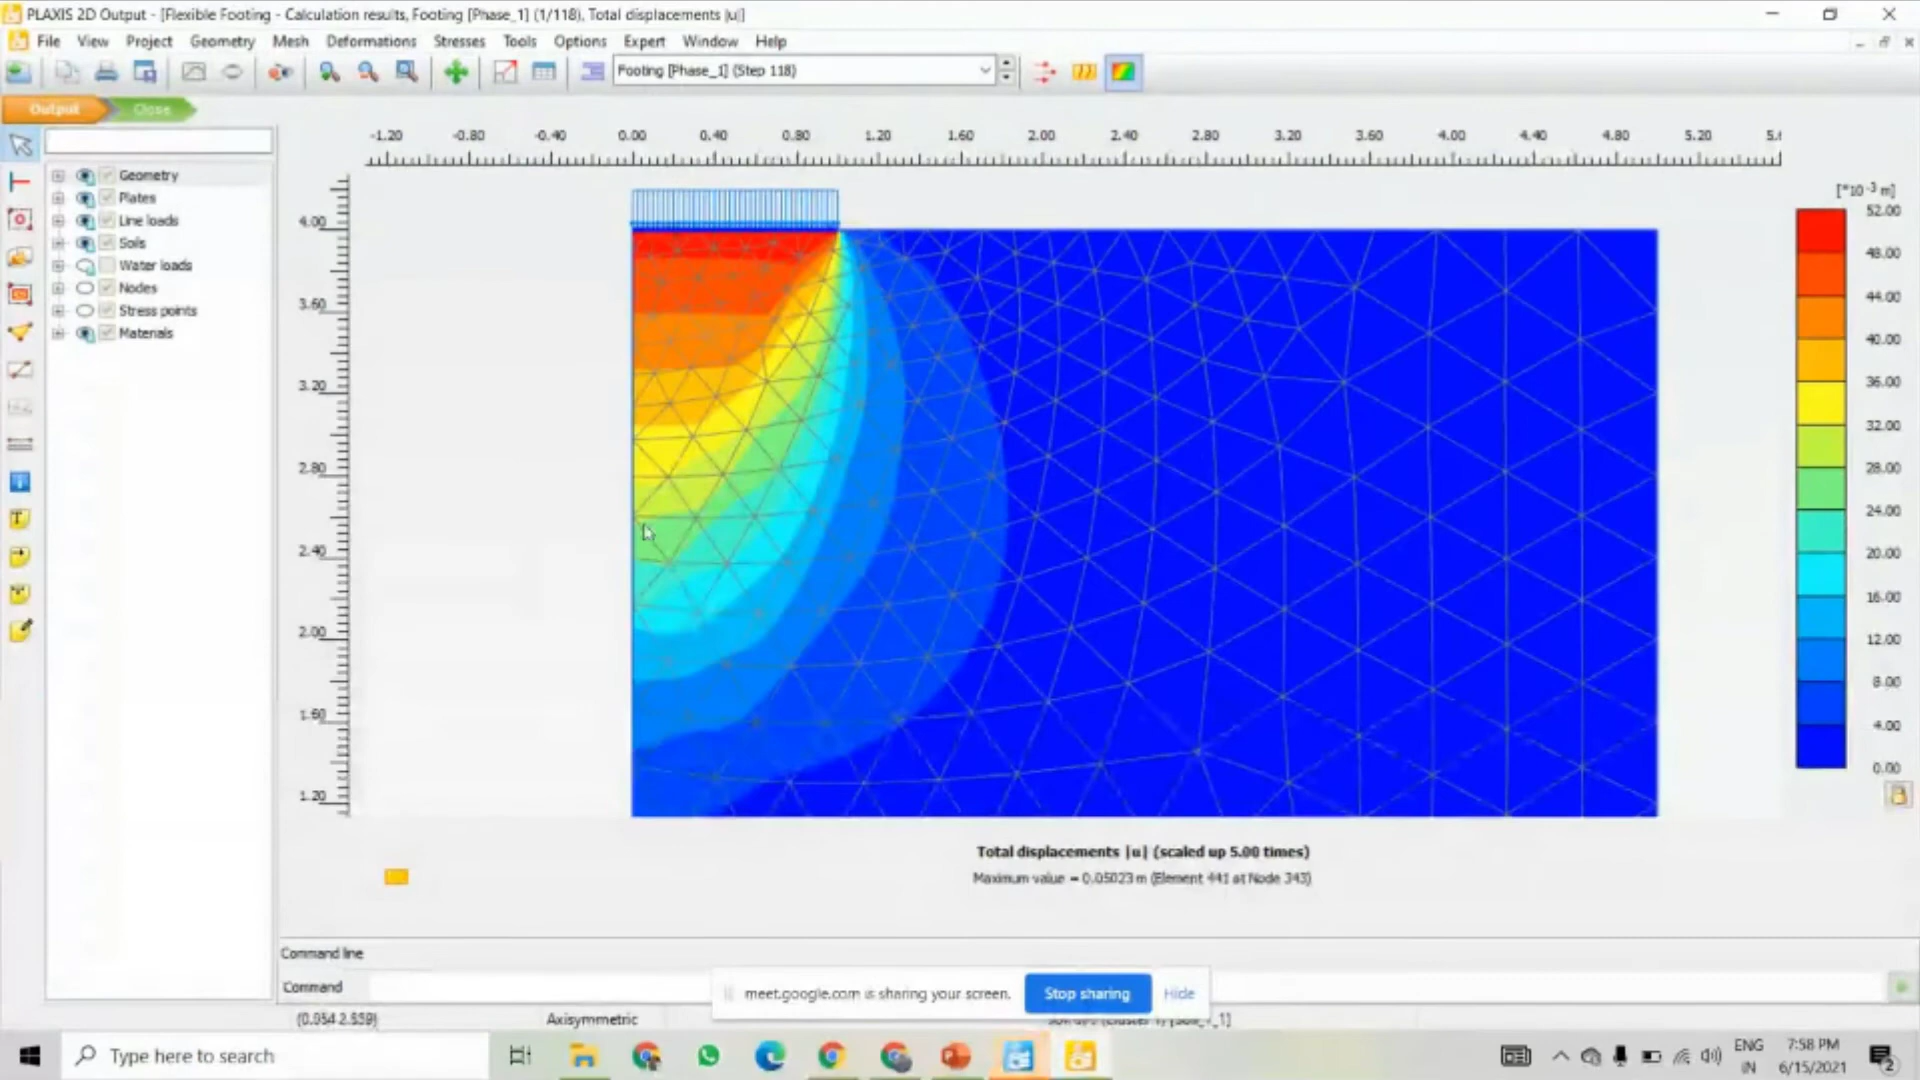 PLAXIS 2D Output - [Flexible Footing - Calculation results, Footing [Phase_1] (1/118), Total displacements |u|]
File View Project Geometry Mesh Deformations Stresses Tools Options Expert Window Help
Footing [Phase_1] (Step 118)
Output Close
-1.20 -0.80 -0.40 0.00 0.40 0.80 1.20 1.60 2.00 2.40 2.80 3.20 3.60 4.00 4.40 4.80 5.20
Geometry
Plates
Line loads
Soils
Water loads
Nodes
Stress points
Materials
4.00
3.60
3.20
2.80
2.40
2.00
1.60
1.20
[*10⁻³ m]
52.00
48.00
44.00
40.00
36.00
32.00
28.00
24.00
20.00
16.00
12.00
8.00
4.00
0.00
Total displacements |u| (scaled up 5.00 times)
Maximum value = 0.05023 m (Element 441 at Node 343)
Command line
Command
meet.google.com is sharing your screen. Stop sharing Hide
Axisymmetric
Type here to search
ENG
IN
7:58 PM
6/15/2021
2